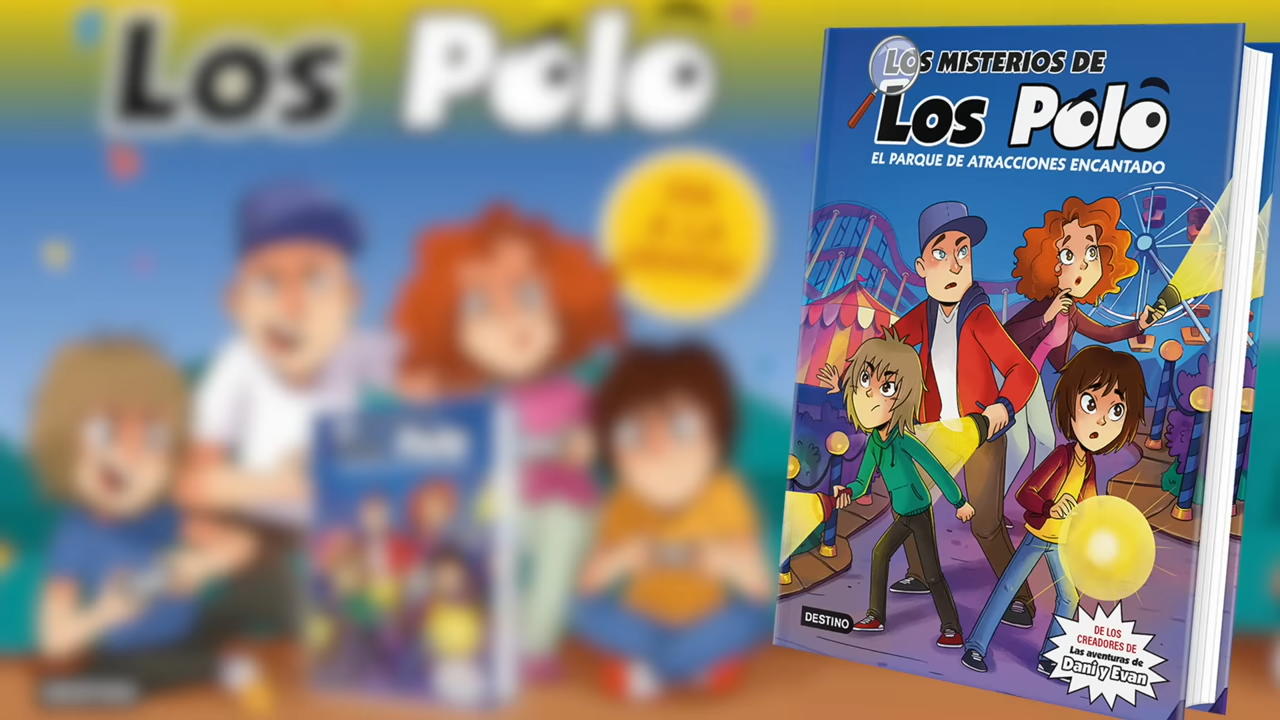 Los Polo
LOS MISTERIOS DE
Los Polo
EL PARQUE DE ATRACCIONES ENCANTADO
DESTINO
DE LOS
CREADORES DE
Las aventuras de
Dani y Evan